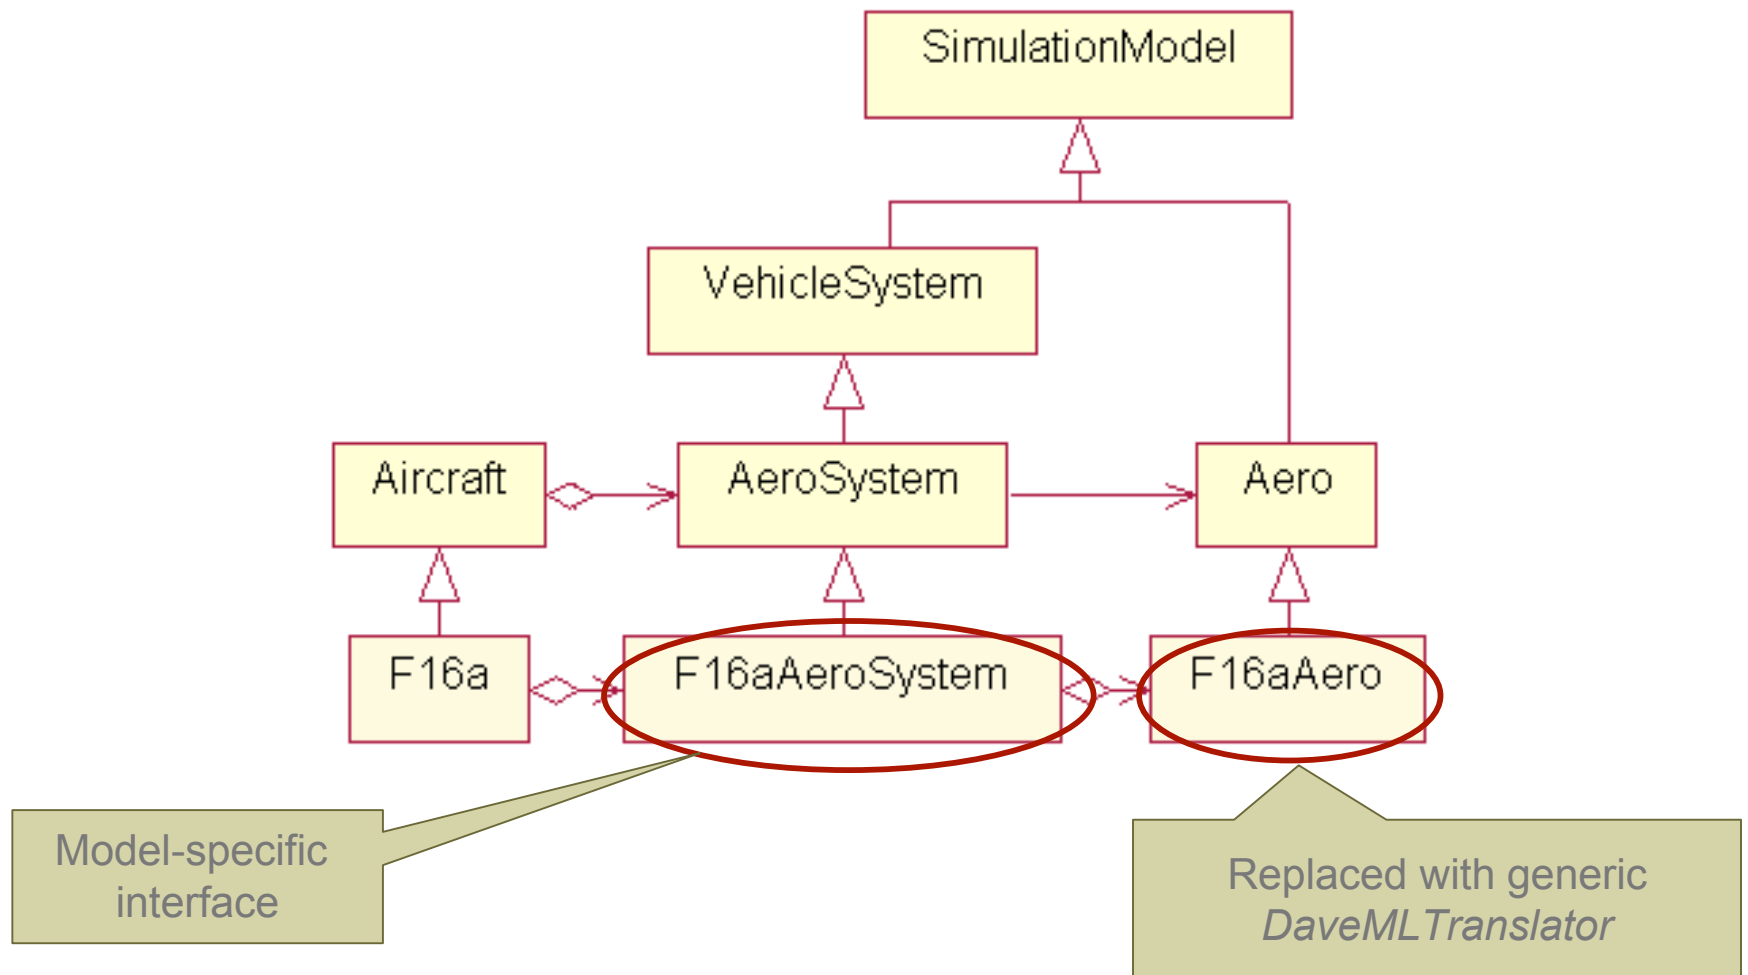 SimulationModel
VehicleSystem
Aircraft
AeroSystem
Aero
F16a
F16aAeroSystem
F16aAero
Model-specific
interface
Replaced with generic
DaveMLTranslator